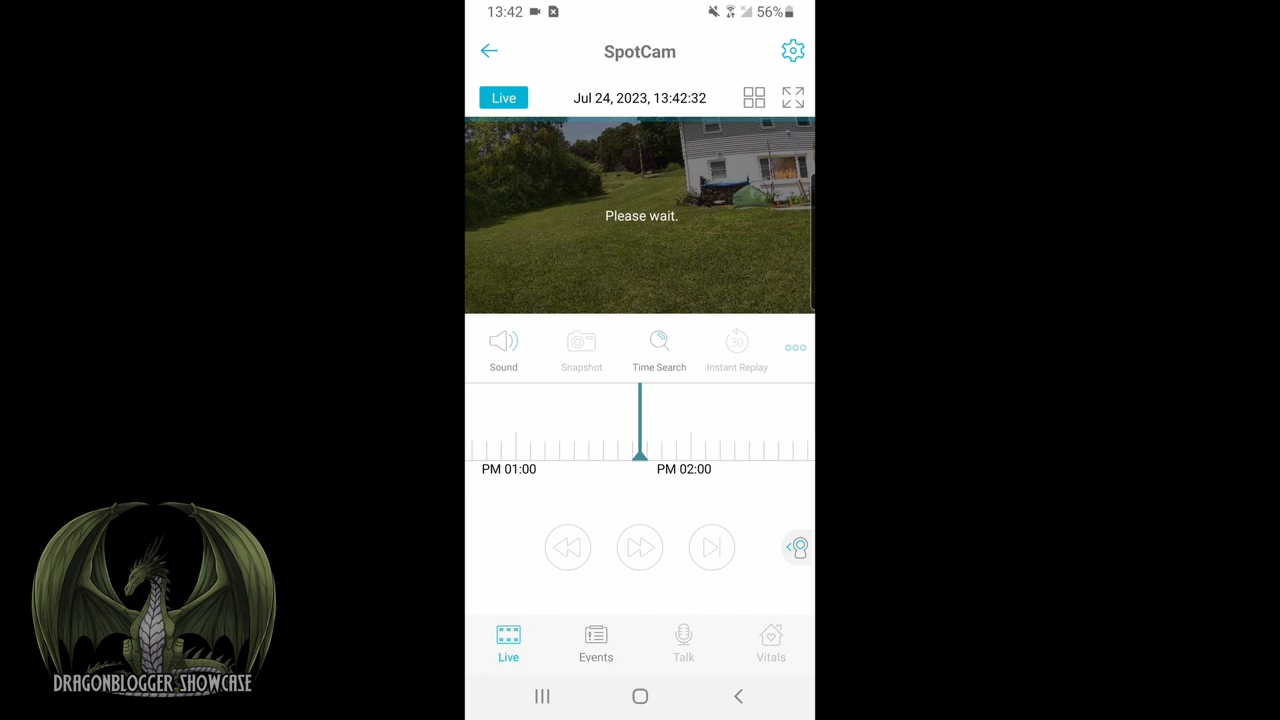 13:42 56%
SpotCam
Live Jul 24, 2023, 13:42:32
Please wait.
30
Sound Snapshot Time Search Instant Replay
PM 01:00 PM 02:00
Live Events Talk Vitals
DRAGONBLOGGER SHOWCASE